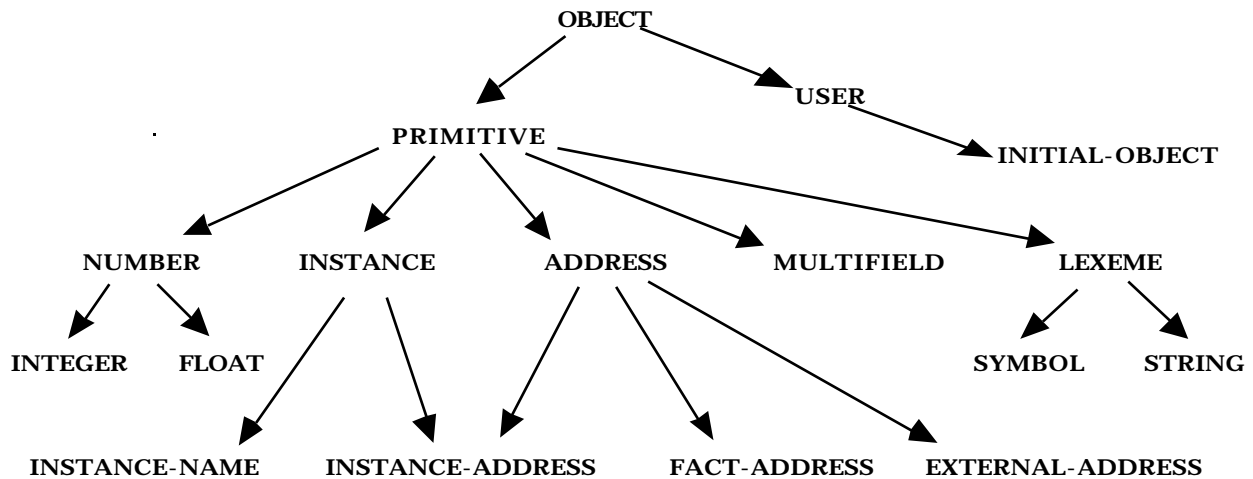 OBJECT
USER
PRIMITIVE
INITIAL-OBJECT
NUMBER INSTANCE ADDRESS MULTIFIELD LEXEME
INTEGER FLOAT SYMBOL STRING
INSTANCE-NAME INSTANCE-ADDRESS FACT-ADDRESS EXTERNAL-ADDRESS